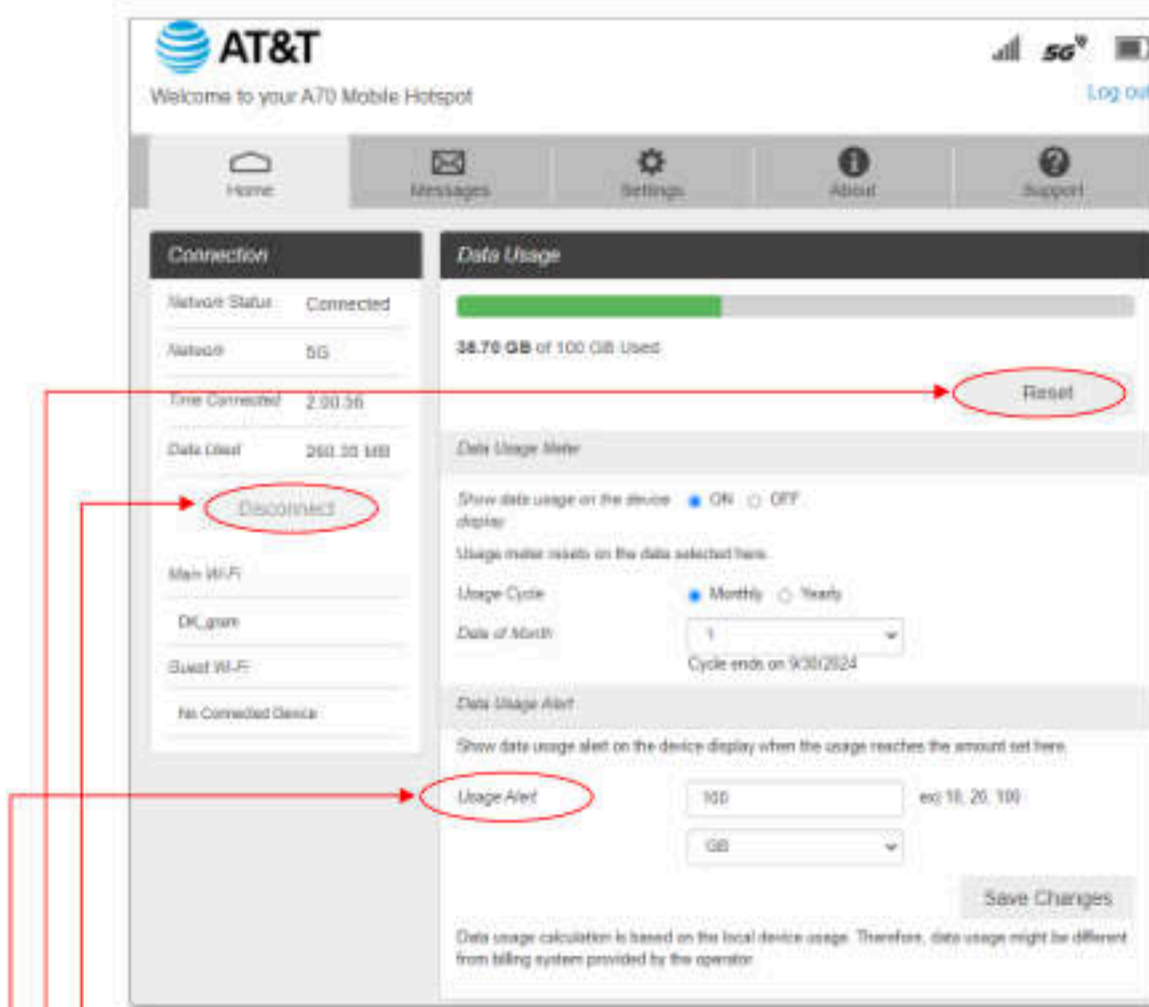 AT&T
5G
Welcome to your A70 Mobile Hotspot
Log out
Home
Messages
Settings
About
Support
Connection
Network Status Connected
Network 5G
Time Connected 2:00:56
Data Used 260.35 MB
Disconnect
Main Wi-Fi
DK_gram
Guest Wi-Fi
No Connected Device
Data Usage
38.70 GB of 100 GB Used
Reset
Data Usage Meter
Show data usage on the device ON OFF
display
Usage meter resets on the date selected here.
Usage Cycle Monthly Yearly
Date of Month 1
Cycle ends on 9/30/2024
Data Usage Alert
Show data usage alert on the device display when the usage reaches the amount set here.
Usage Alert 100 ex) 10, 20, 100
GB
Save Changes
Data usage calculation is based on the local device usage. Therefore, data usage might be different
from billing system provided by the operator